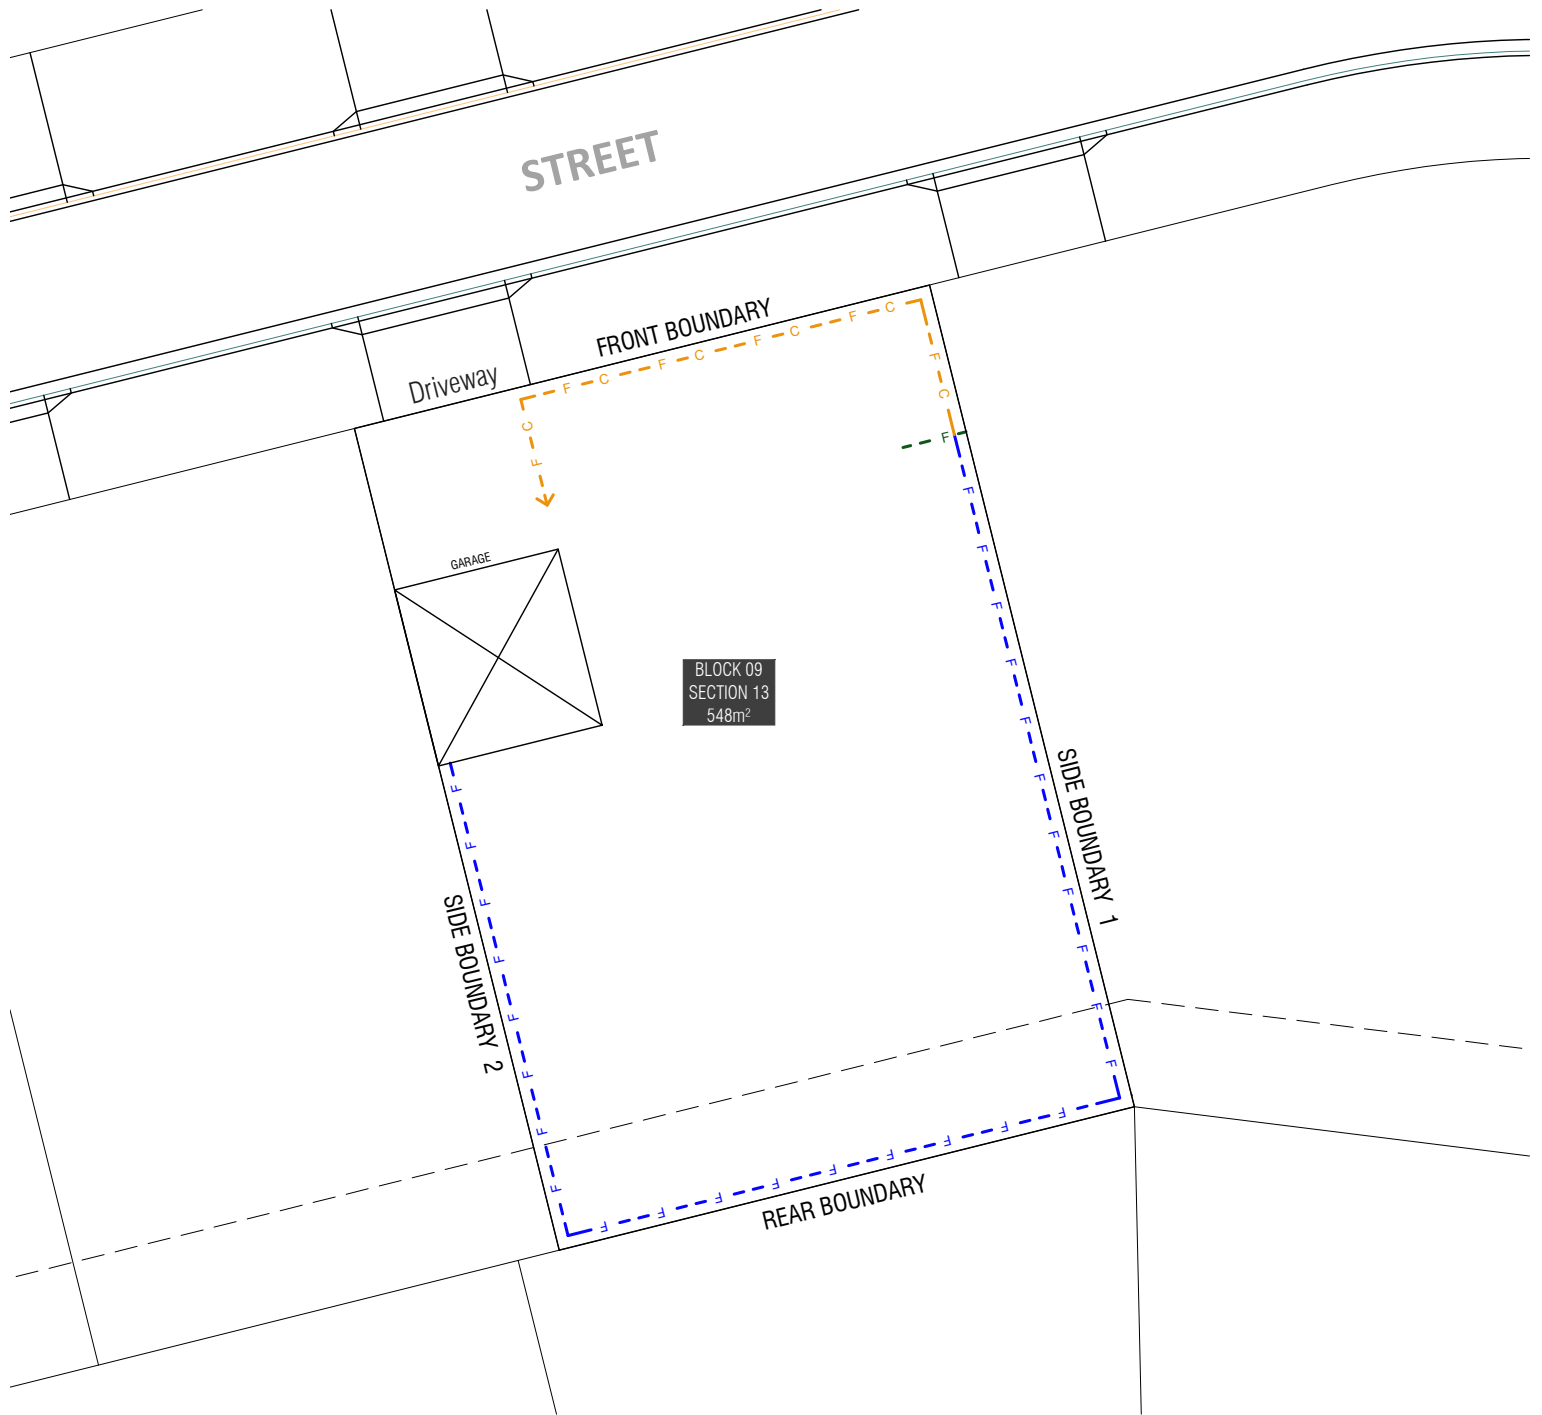 STREET
FRONT BOUNDARY
Driveway
F C F C F C F C
F C
C F
F
GARAGE
BLOCK 09
SECTION 13
548m²
SIDE BOUNDARY 1
F F F F F F F F F F F
SIDE BOUNDARY 2
F F F F F F F F
F F F F F F F F F
REAR BOUNDARY